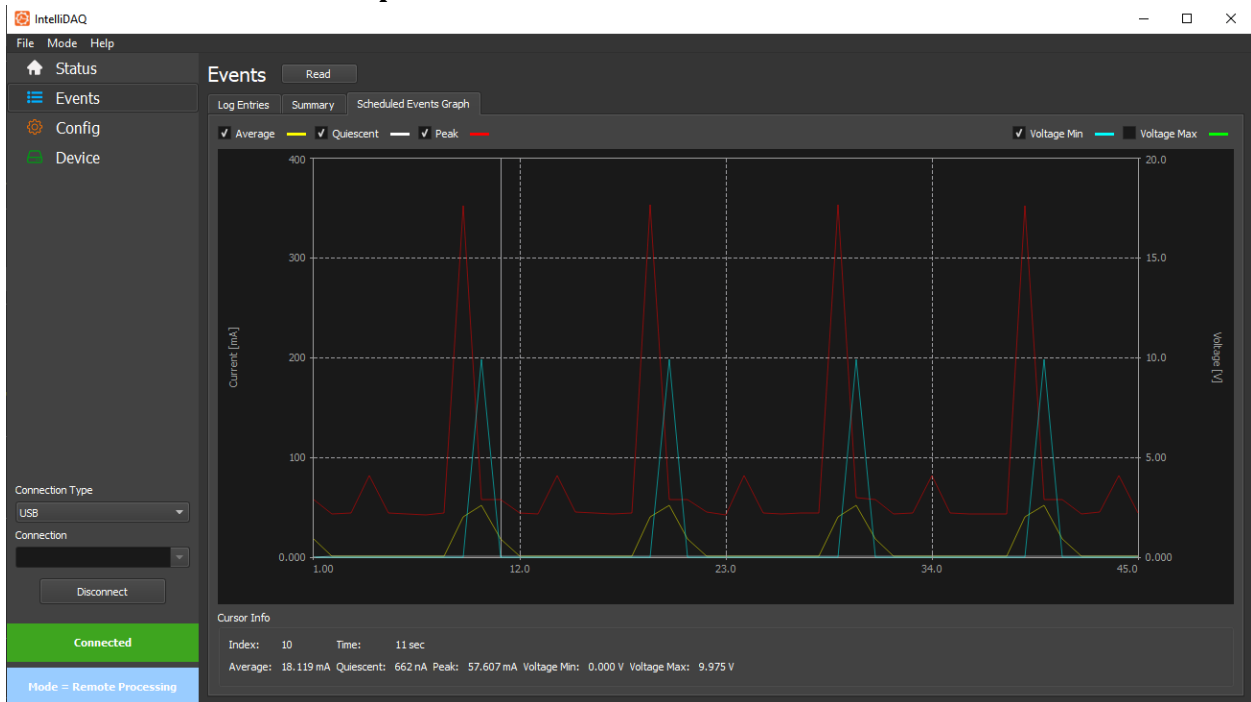 IntelliDAQ
File Mode Help
Status
Events
Config
Device
Connection Type
USB
Connection
Disconnect
Connected
Mode = Remote Processing
Events Read
Log Entries Summary Scheduled Events Graph
Average Quiescent Peak Voltage Min Voltage Max
400 20.0
300 15.0
Current [mA]
Voltage [V]
200 10.0
100 5.00
0.000 0.000
1.00 12.0 23.0 34.0 45.0
Cursor Info
Index: 10 Time: 11 sec
Average: 18.119 mA Quiescent: 662 nA Peak: 57.607 mA Voltage Min: 0.000 V Voltage Max: 9.975 V